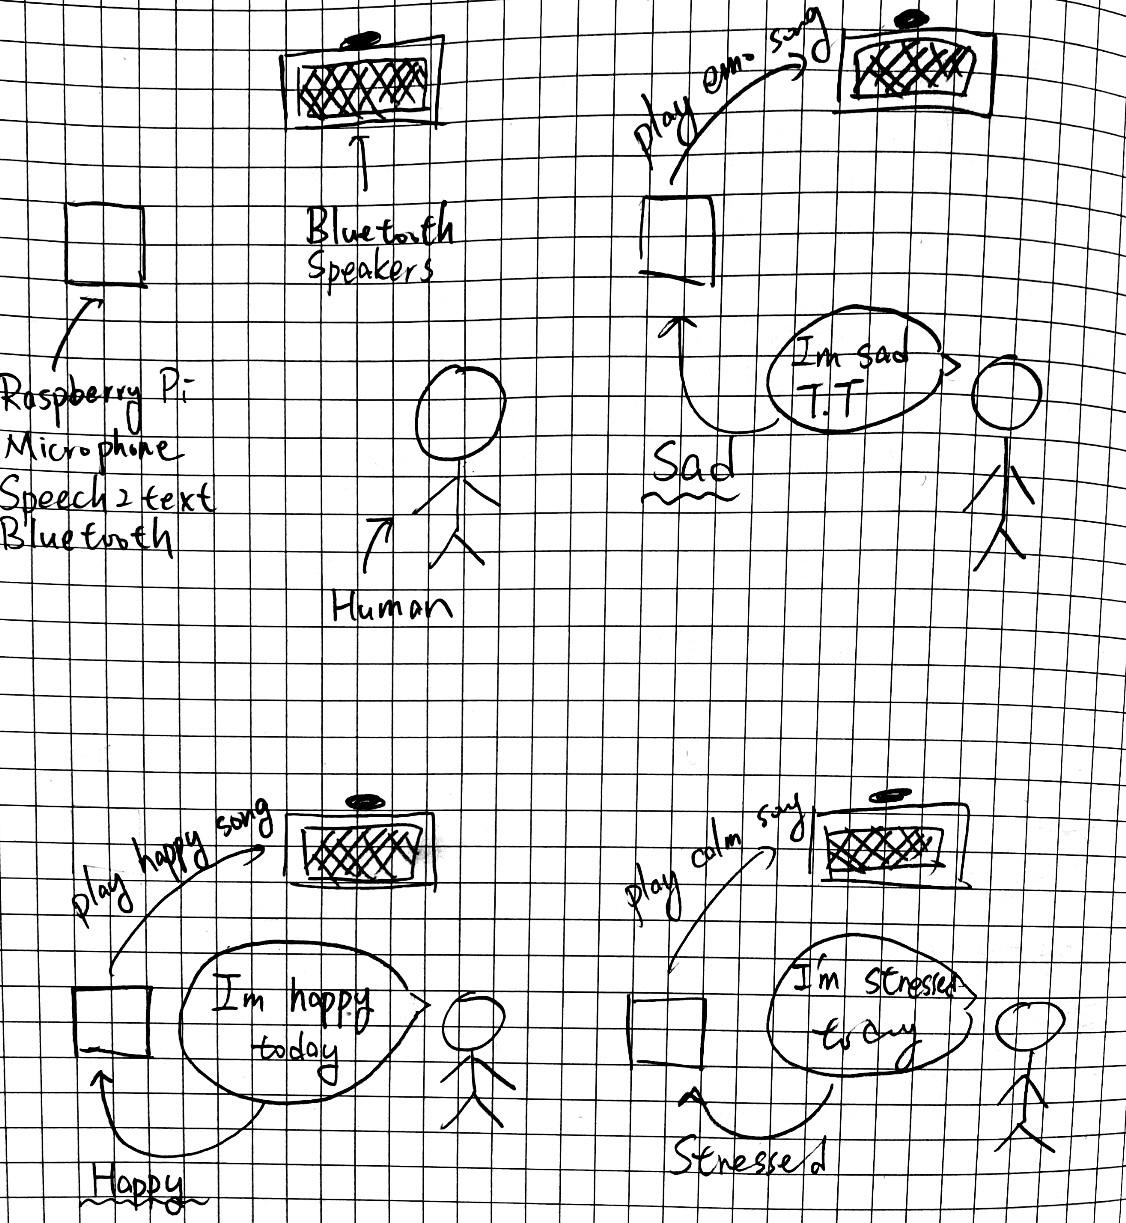 Bluetooth
Speakers
Raspberry Pi
Microphone
Speech 2 text
Bluetooth
Human
play emo song
Im sad
T.T
Sad
play happy song
I'm happy
today
Happy
play calm song
I'm stressed
today
Stressed